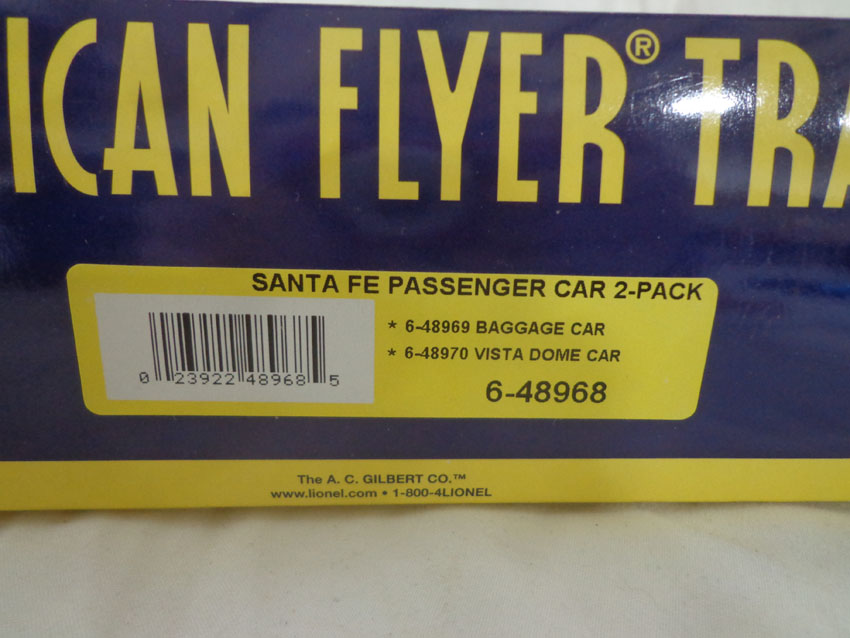 ICAN FLYER® TRA
SANTA FE PASSENGER CAR 2-PACK
* 6-48969 BAGGAGE CAR
* 6-48970 VISTA DOME CAR
0 23922 48968 5
6-48968
The A. C. GILBERT CO.™
www.lionel.com • 1-800-4LIONEL